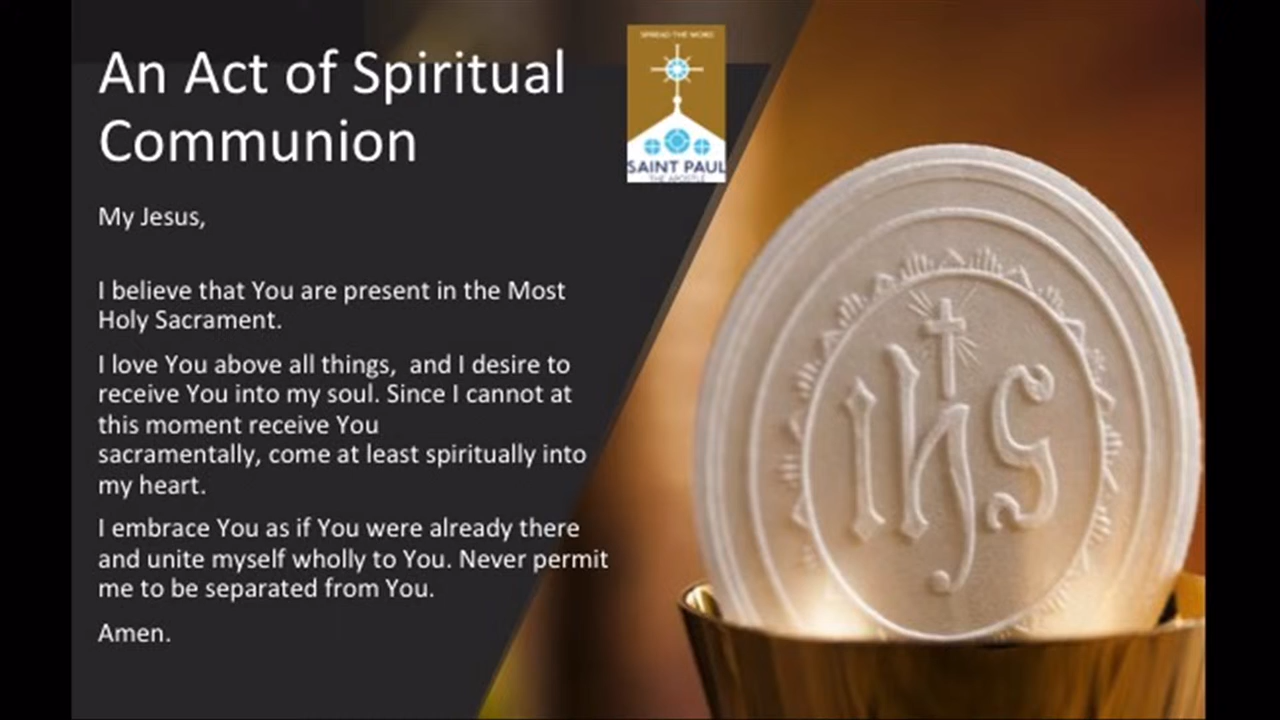 An Act of Spiritual
Communion
SPREAD THE WORD
SAINT PAUL
THE APOSTLE
My Jesus,
I believe that You are present in the Most
Holy Sacrament.
I love You above all things,  and I desire to
receive You into my soul. Since I cannot at
this moment receive You
sacramentally, come at least spiritually into
my heart.
I embrace You as if You were already there
and unite myself wholly to You. Never permit
me to be separated from You.
Amen.
ihs